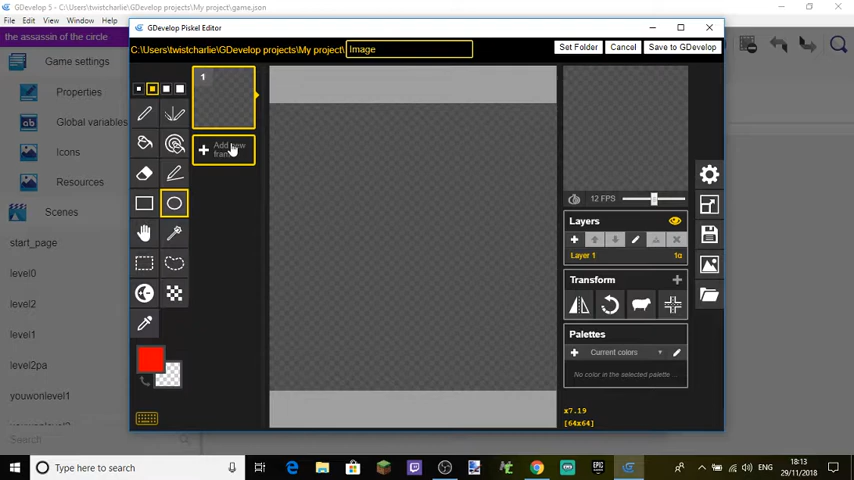 GDevelop 5 - C:\Users\twistcharlie\GDevelop projects\My project\game.json
File Edit View Window Help
the assassin of the circle
Game settings
Properties
Global variables
Icons
Resources
Scenes
start_page
level0
level2
level1
level2pa
youwonlevel1
Search
GDevelop Piskel Editor
C:\Users\twistcharlie\GDevelop projects\My project\ Image
Set Folder Cancel Save to GDevelop
1
Add new
12 FPS
Layers
Layer 1 1α
Transform
Palettes
Current colors
No color in the selected palette ...
x7.19
[64x64]
Type here to search
ENG
18:13
29/11/2018